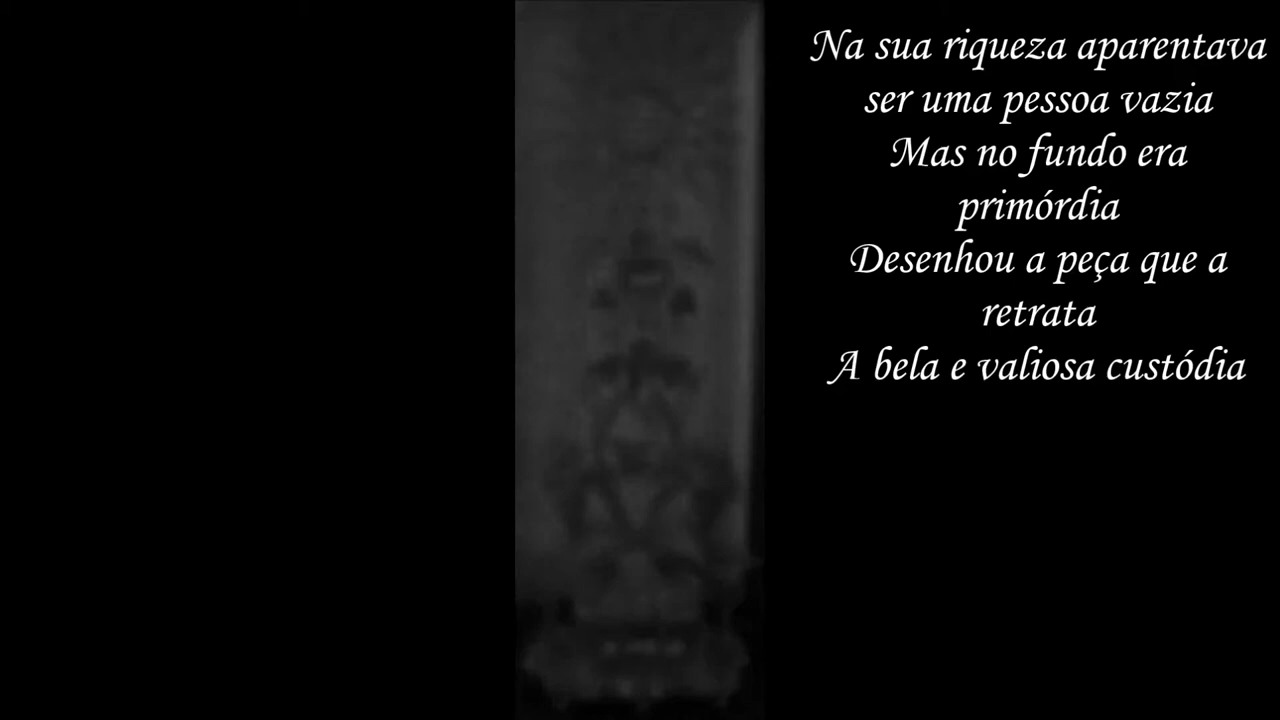 Na sua riqueza aparentava
ser uma pessoa vazia
Mas no fundo era
primórdia
Desenhou a peça que a
retrata
A bela e valiosa custódia